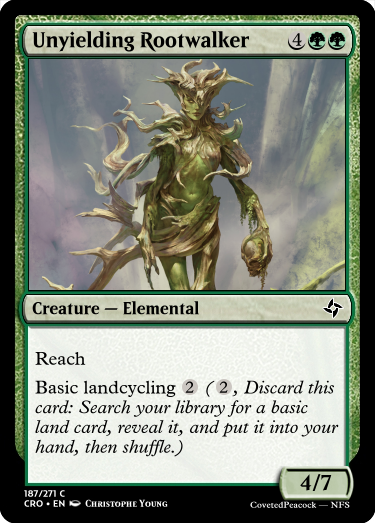 Unyielding Rootwalker 4
Creature — Elemental
Reach
Basic landcycling 2 ( 2, Discard this
card: Search your library for a basic
land card, reveal it, and put it into your
hand, then shuffle.)
4/7
187/271 C
CRO • EN Christophe Young
CovetedPeacock — NFS